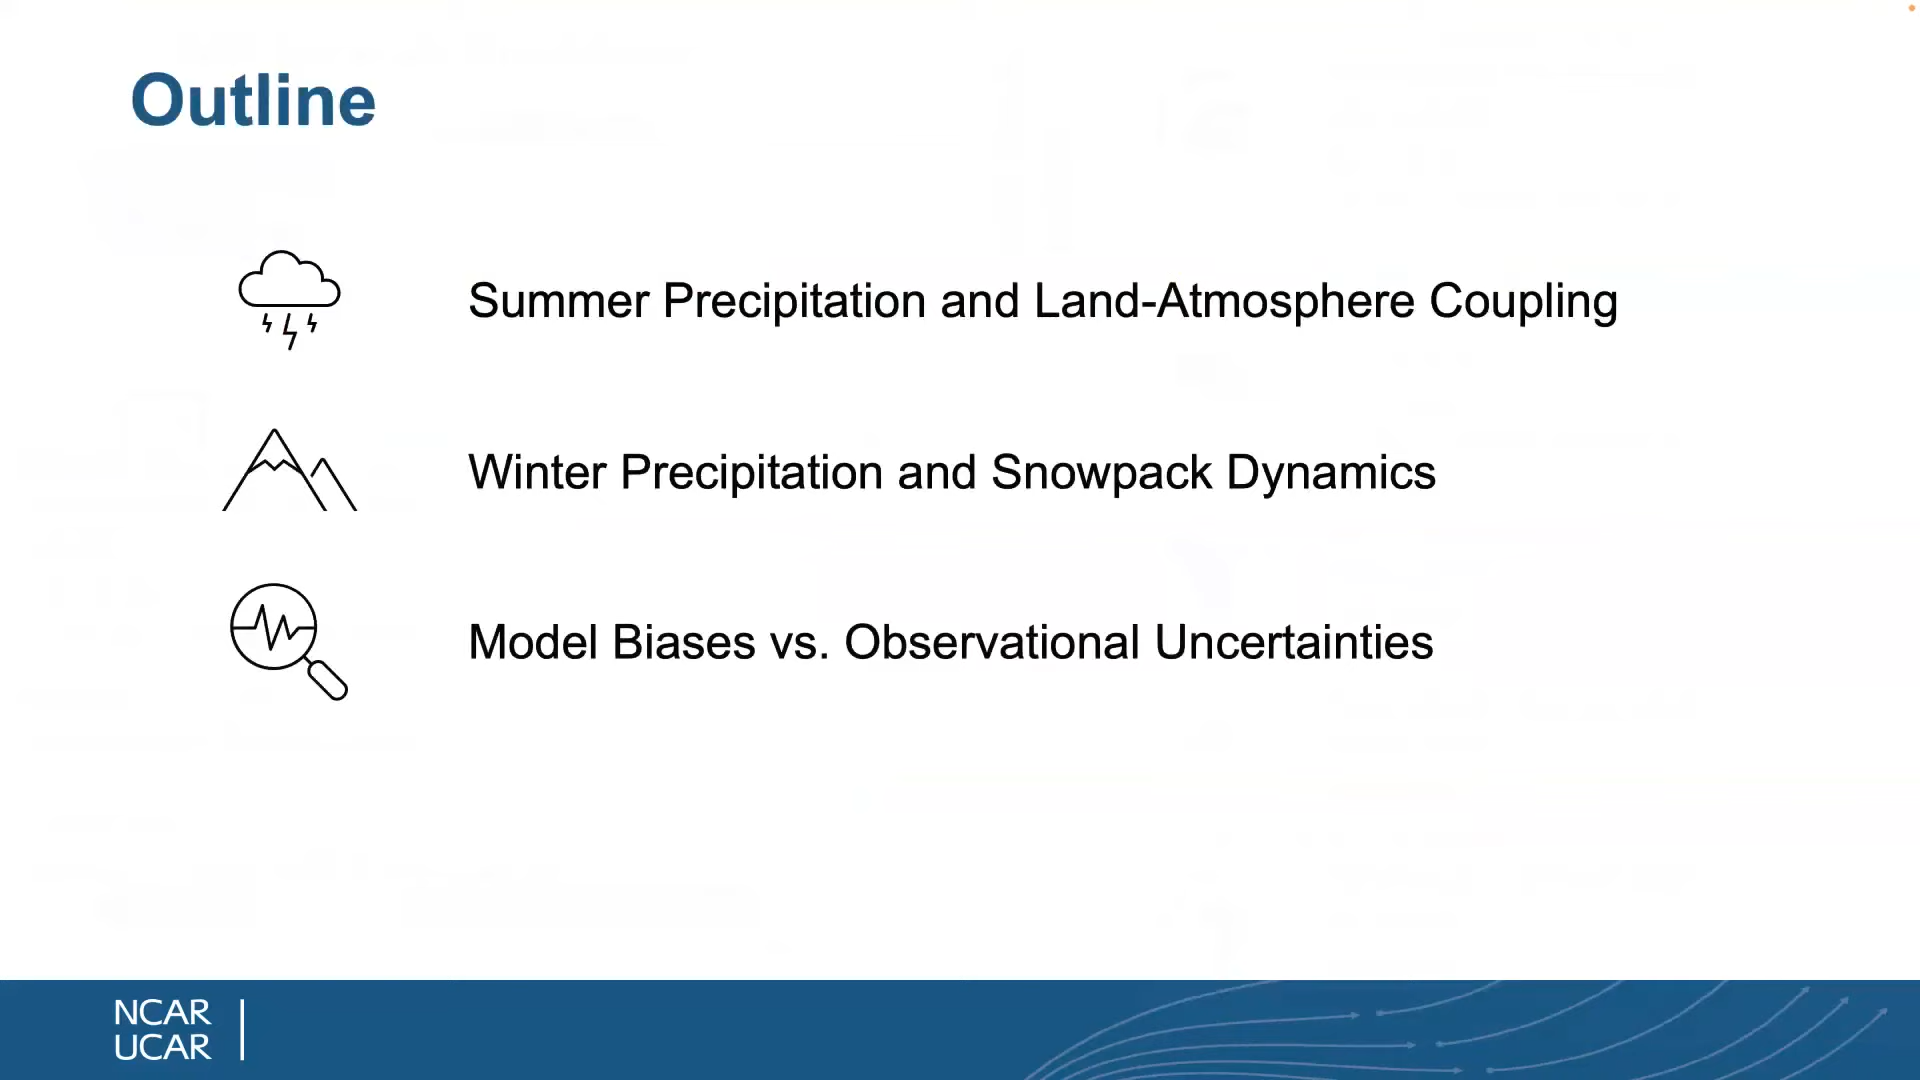 Outline
Summer Precipitation and Land-Atmosphere Coupling
Winter Precipitation and Snowpack Dynamics
Model Biases vs. Observational Uncertainties
NCAR
UCAR